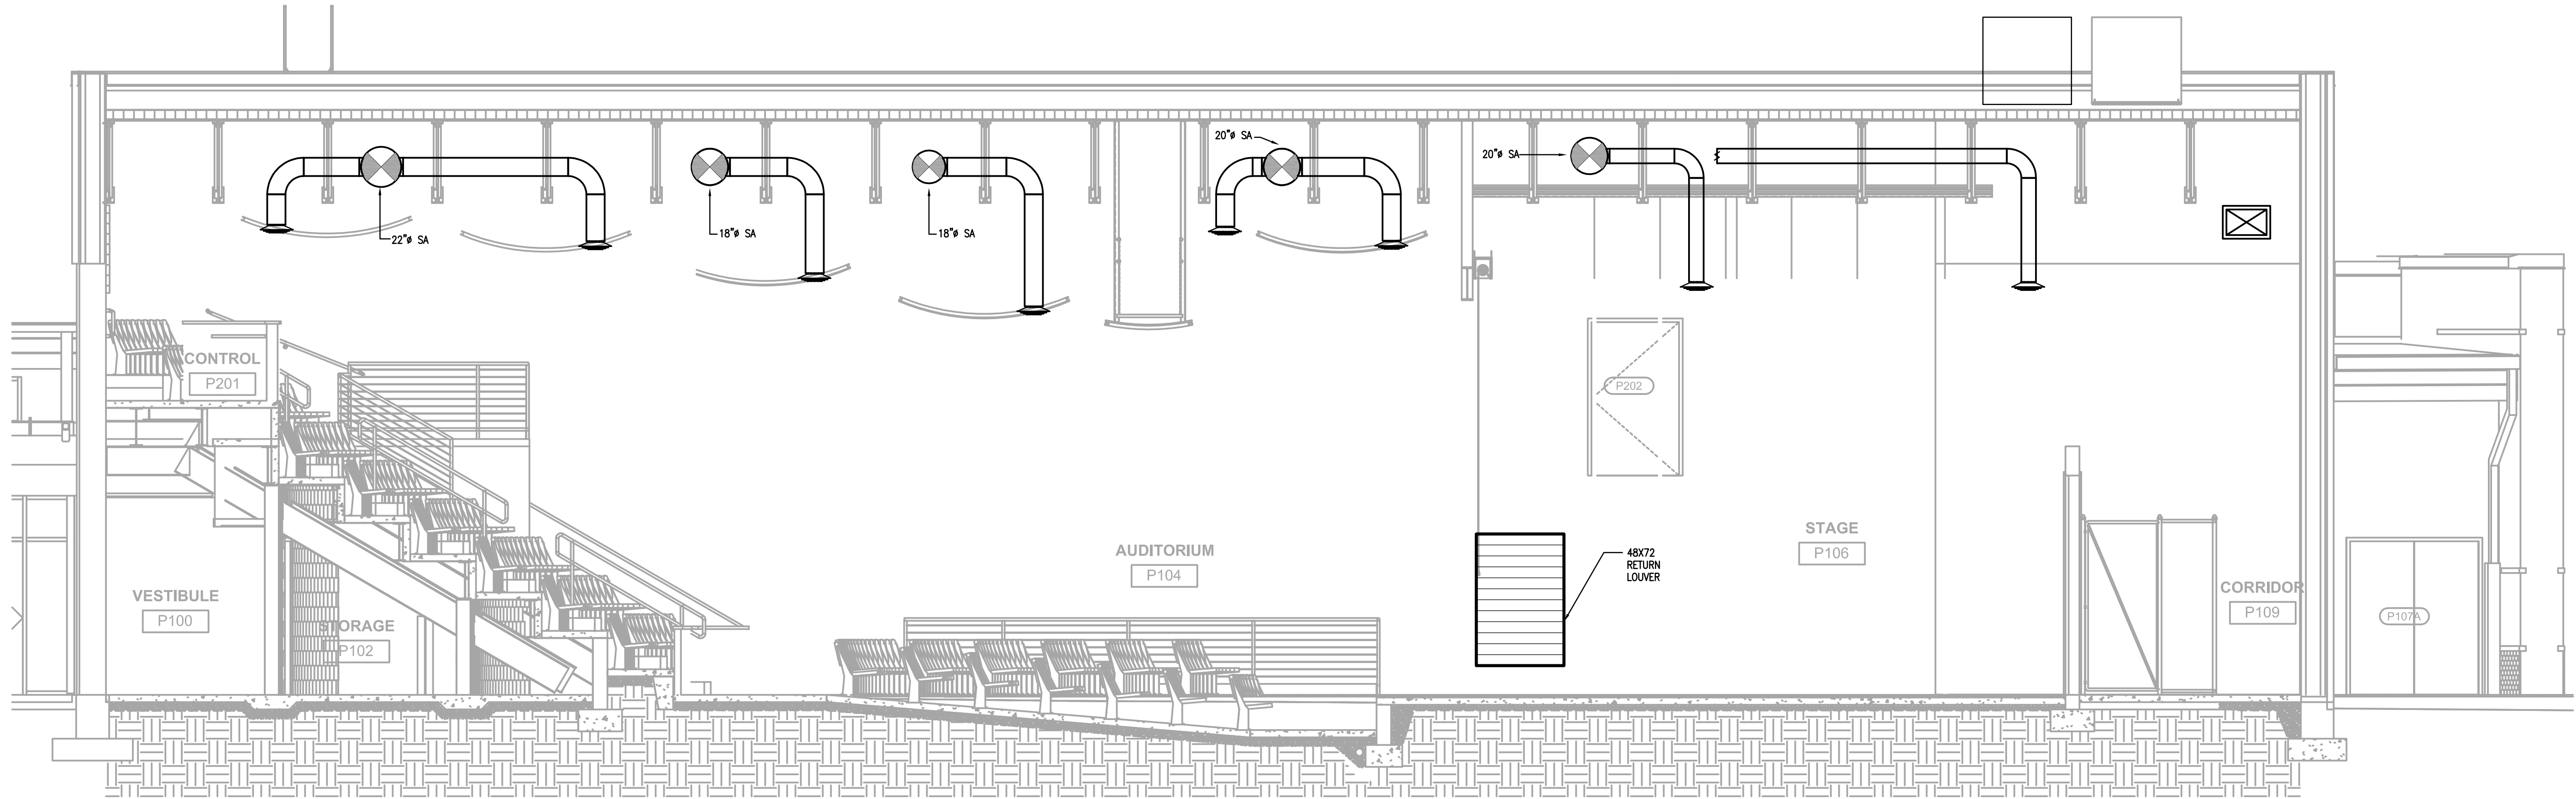 20"ø SA
20"ø SA
22"ø SA
18"ø SA
18"ø SA
CONTROL
P201
P202
STAGE
P106
AUDITORIUM
P104
48X72
RETURN
LOUVER
VESTIBULE
P100
STORAGE
P102
CORRIDOR
P109
P107A